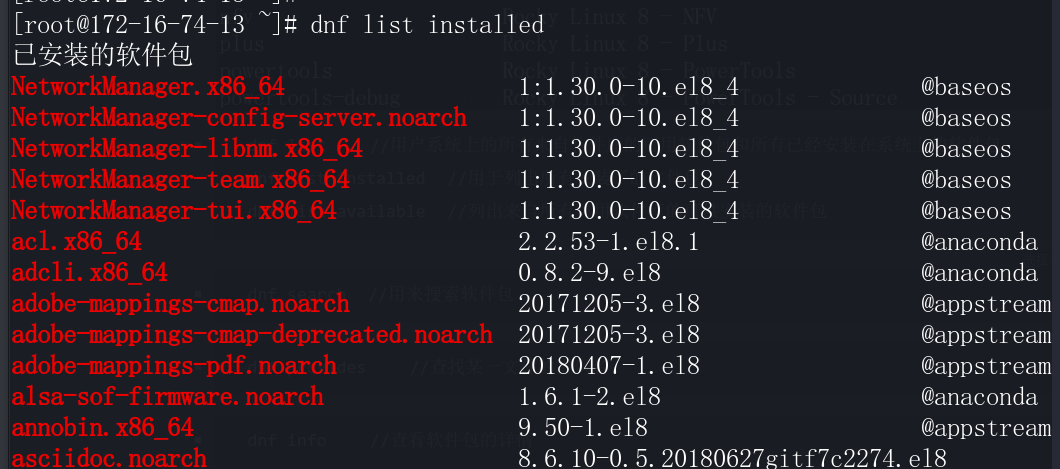 [root@172-16-74-13 ~]# dnf list installed
已安装的软件包
NetworkManager.x86_64 1:1.30.0-10.el8_4 @baseos
NetworkManager-config-server.noarch 1:1.30.0-10.el8_4 @baseos
NetworkManager-libnm.x86_64 1:1.30.0-10.el8_4 @baseos
NetworkManager-team.x86_64 1:1.30.0-10.el8_4 @baseos
NetworkManager-tui.x86_64 1:1.30.0-10.el8_4 @baseos
acl.x86_64 2.2.53-1.el8.1 @anaconda
adcli.x86_64 0.8.2-9.el8 @anaconda
adobe-mappings-cmap.noarch 20171205-3.el8 @appstream
adobe-mappings-cmap-deprecated.noarch 20171205-3.el8 @appstream
adobe-mappings-pdf.noarch 20180407-1.el8 @appstream
alsa-sof-firmware.noarch 1.6.1-2.el8 @anaconda
annobin.x86_64 9.50-1.el8 @appstream
asciidoc.noarch 8.6.10-0.5.20180627gitf7c2274.el8